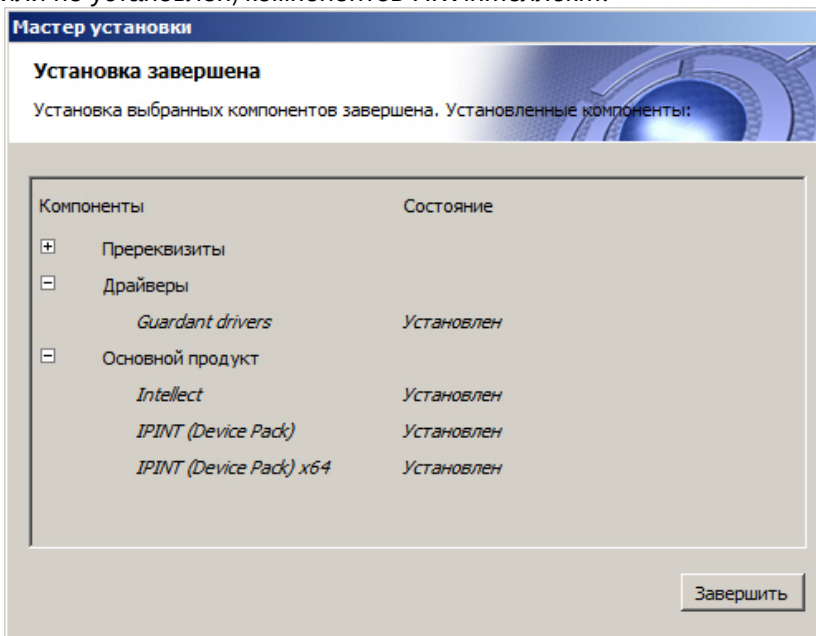 Мастер установки
Установка завершена
Установка выбранных компонентов завершена. Установленные компоненты:
Компоненты Состояние
Пререквизиты
Драйверы
Guardant drivers Установлен
Основной продукт
Intellect Установлен
IPINT (Device Pack) Установлен
IPINT (Device Pack) x64 Установлен
Завершить